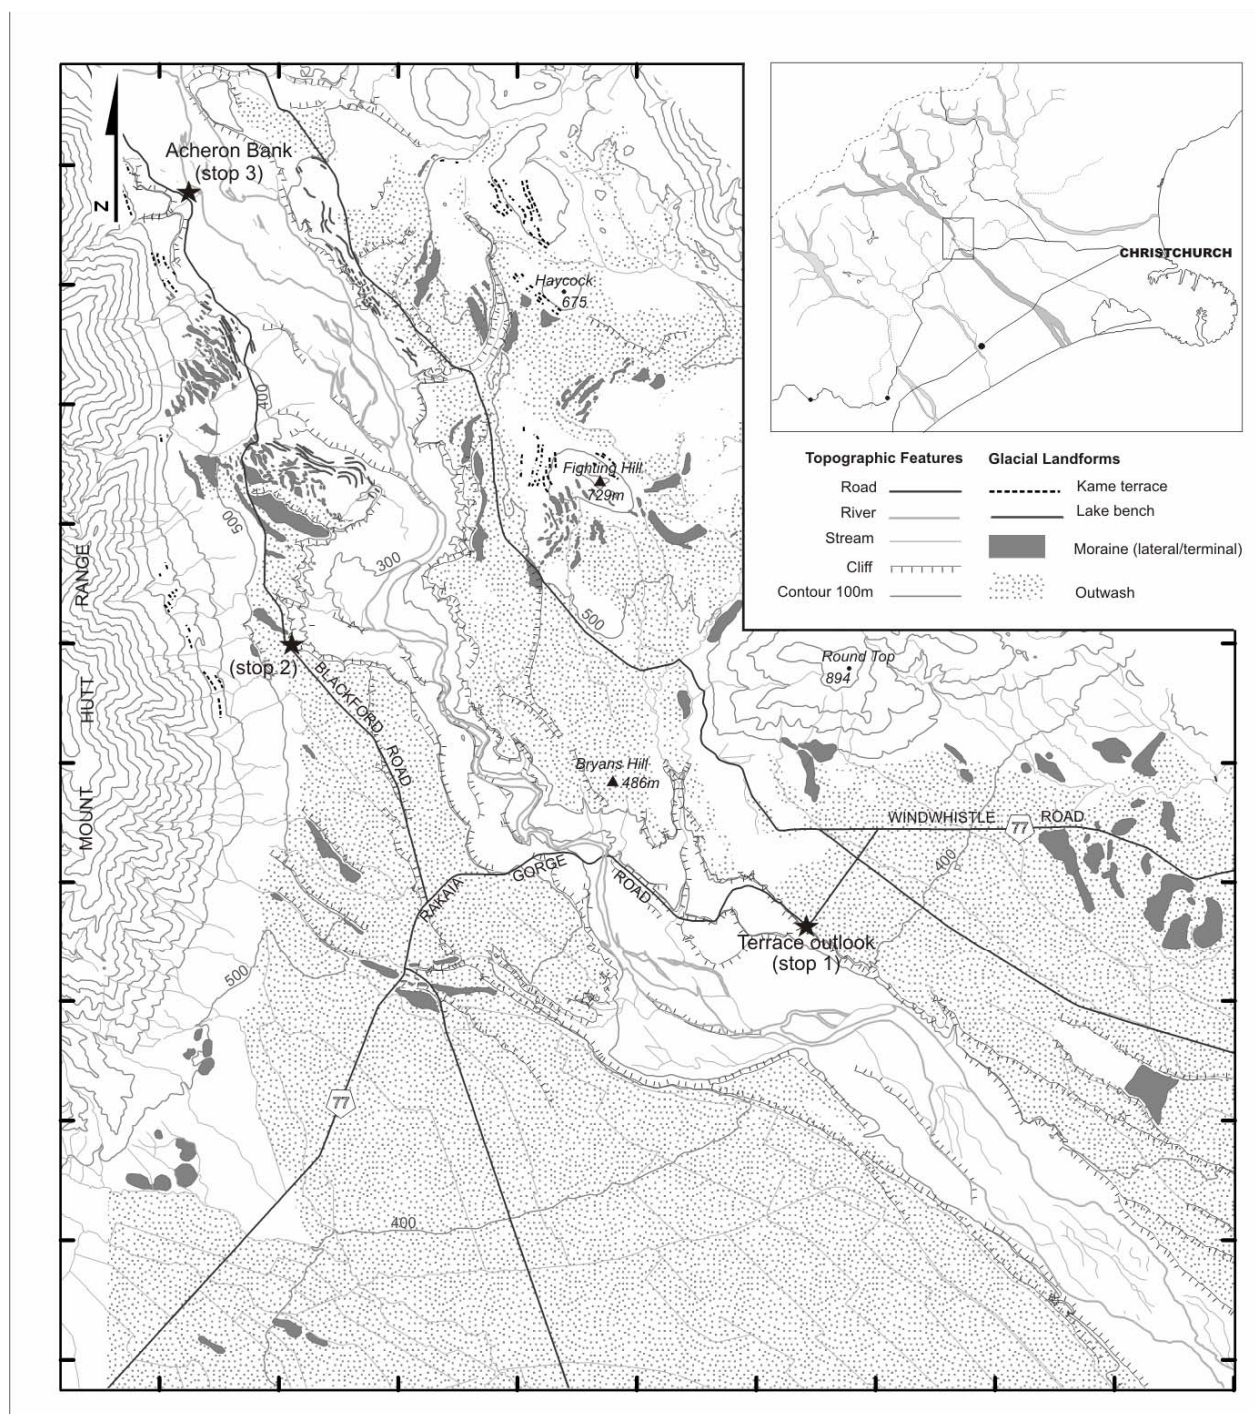 Acheron Bank
(stop 3)
N
Haycock
675
400
Fighting Hill
729m
500
300
500
MOUNT HUTT RANGE
(stop 2)
BLACKFORD ROAD
Bryans Hill
486m
Round Top
894
WINDWHISTLE 77 ROAD
400
RAKAIA GORGE ROAD
Terrace outlook
(stop 1)
500
77
400
CHRISTCHURCH
Topographic Features
Road
River
Stream
Cliff
Contour 100m
Glacial Landforms
Kame terrace
Lake bench
Moraine (lateral/terminal)
Outwash